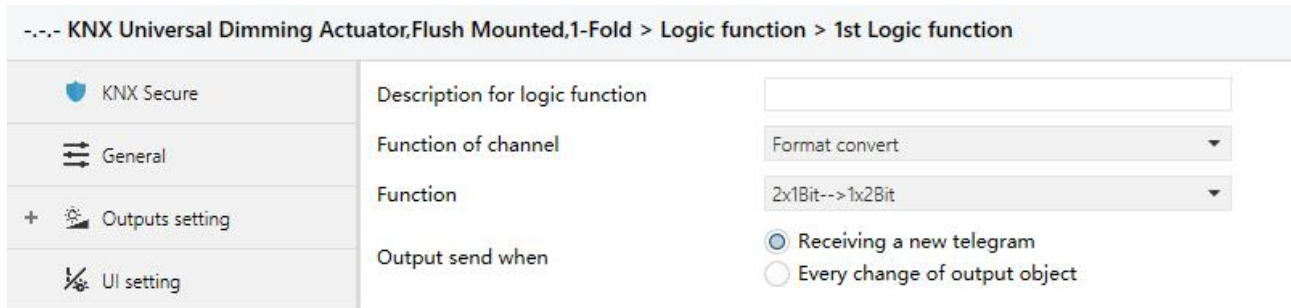 -.-.- KNX Universal Dimming Actuator,Flush Mounted,1-Fold > Logic function > 1st Logic function
KNX Secure
Description for logic function
General
Function of channel
Format convert
Function
2x1Bit-->1x2Bit
+ Outputs setting
Output send when
Receiving a new telegram
Every change of output object
UI setting